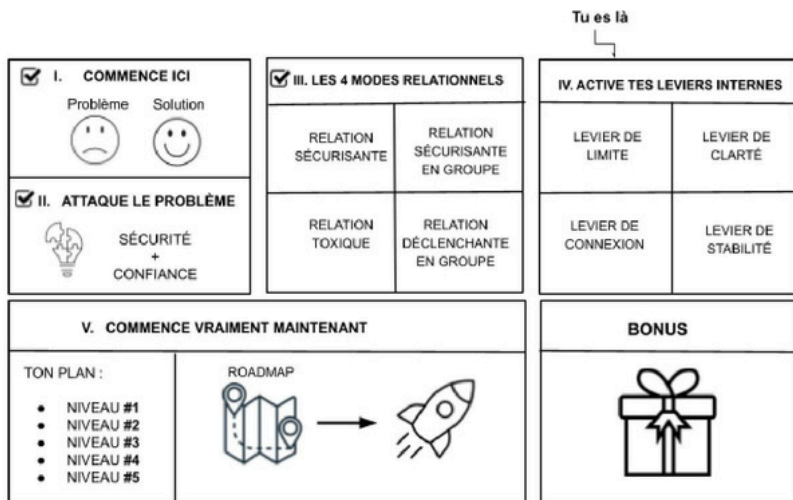 Tu es là
I. COMMENCE ICI
Problème Solution
II. ATTAQUE LE PROBLÈME
SÉCURITÉ
+
CONFIANCE
III. LES 4 MODES RELATIONNELS
RELATION
SÉCURISANTE
RELATION
SÉCURISANTE
EN GROUPE
RELATION
TOXIQUE
RELATION
DÉCLENCHANTE
EN GROUPE
IV. ACTIVE TES LEVIERS INTERNES
LEVIER DE
LIMITE
LEVIER DE
CLARTÉ
LEVIER DE
CONNEXION
LEVIER DE
STABILITÉ
V. COMMENCE VRAIMENT MAINTENANT
TON PLAN :
• NIVEAU #1
• NIVEAU #2
• NIVEAU #3
• NIVEAU #4
• NIVEAU #5
ROADMAP
BONUS